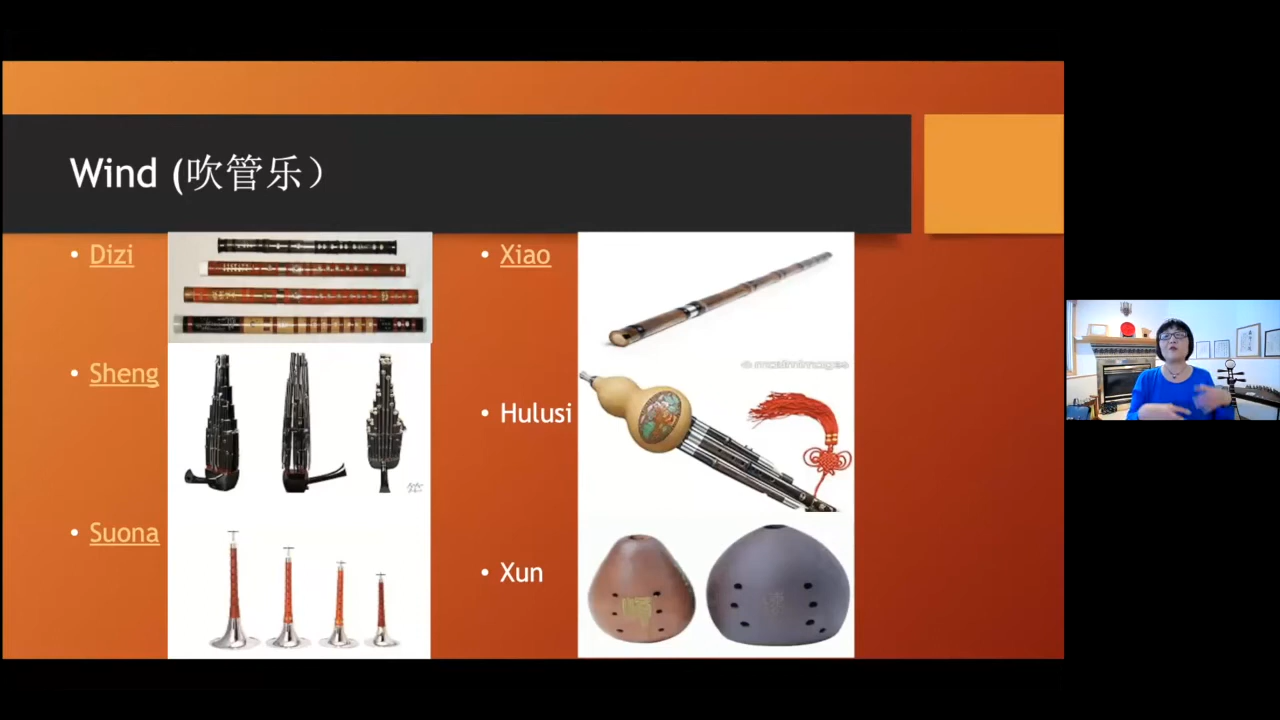 Wind (吹管乐）
• Dizi
• Sheng
• Suona
• Xiao
• Hulusi
• Xun